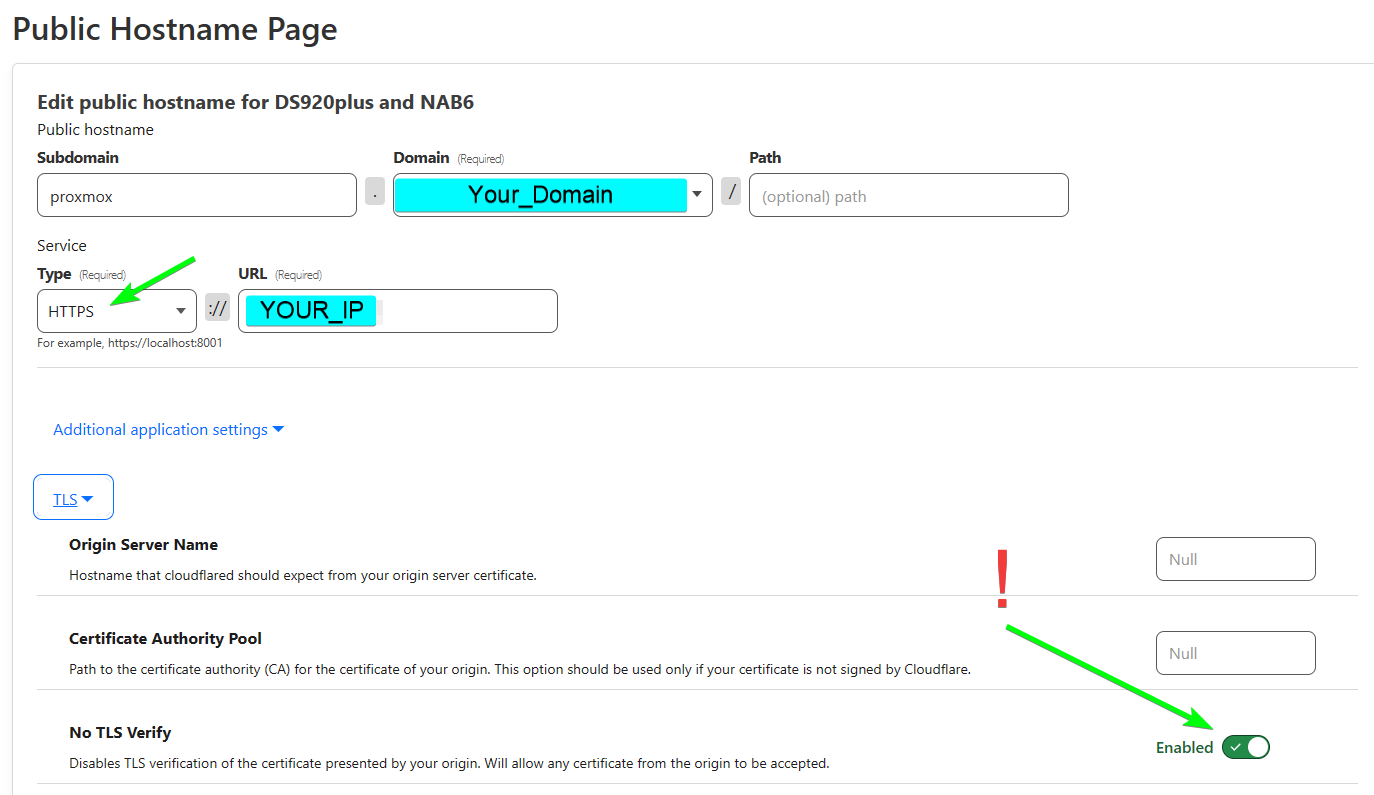 Public Hostname Page
Edit public hostname for DS920plus and NAB6
Public hostname
Subdomain Domain (Required) Path
proxmox . Your_Domain / (optional) path
Service
Type (Required) URL (Required)
HTTPS :// YOUR_IP
For example, https://localhost:8001
Additional application settings
TLS
Origin Server Name
Null
Hostname that cloudflared should expect from your origin server certificate.
!
Certificate Authority Pool
Null
Path to the certificate authority (CA) for the certificate of your origin. This option should be used only if your certificate is not signed by Cloudflare.
No TLS Verify
Enabled
Disables TLS verification of the certificate presented by your origin. Will allow any certificate from the origin to be accepted.